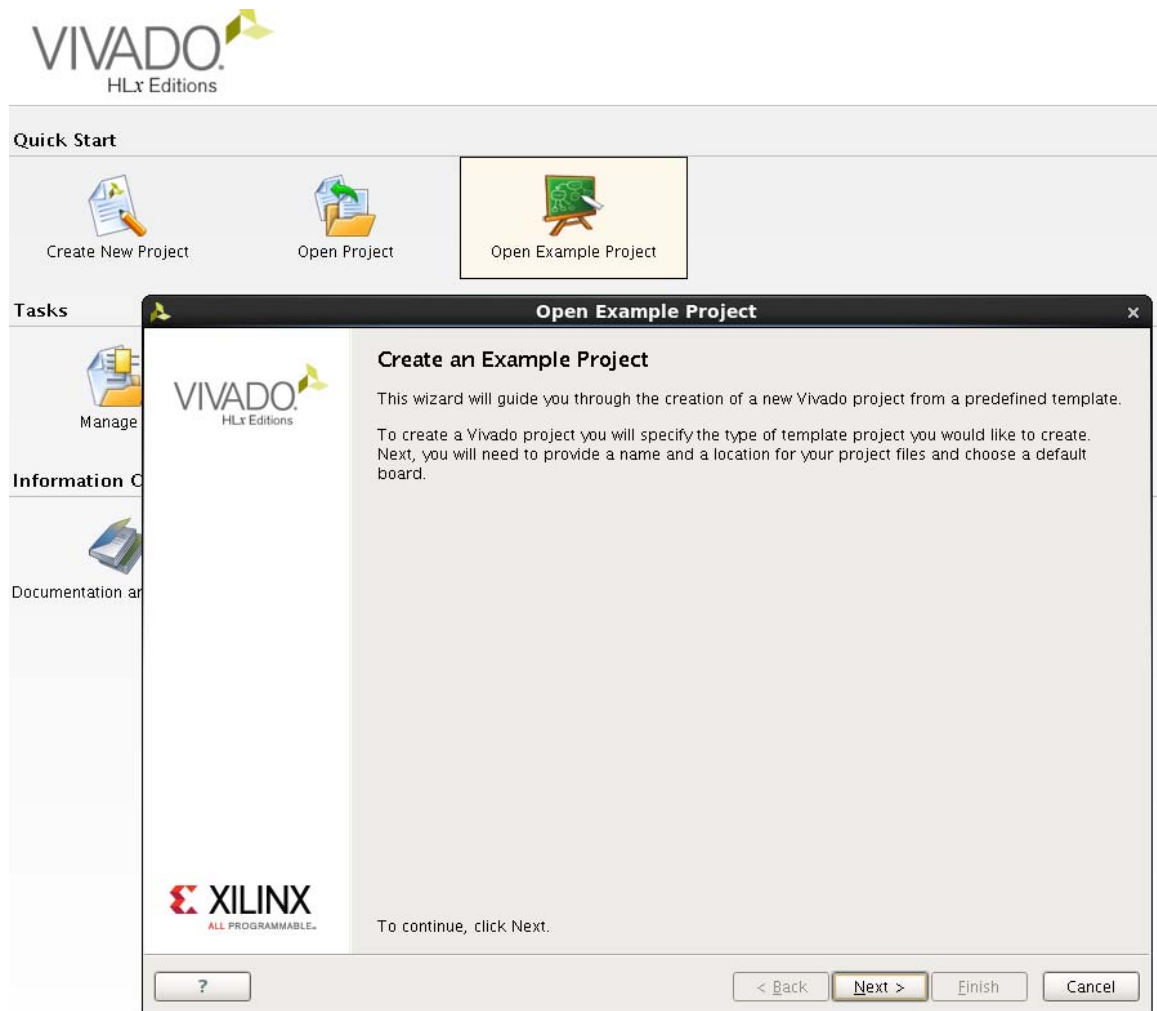 VIVADO.
HLx Editions
Quick Start
Create New Project
Open Project
Open Example Project
Tasks
Open Example Project
×
Manage
Information C
Documentation ar
VIVADO.
HLx Editions
Create an Example Project
This wizard will guide you through the creation of a new Vivado project from a predefined template.
To create a Vivado project you will specify the type of template project you would like to create.
Next, you will need to provide a name and a location for your project files and choose a default
board.
XILINX
ALL PROGRAMMABLE™
To continue, click Next.
?
< Back
Next >
Finish
Cancel